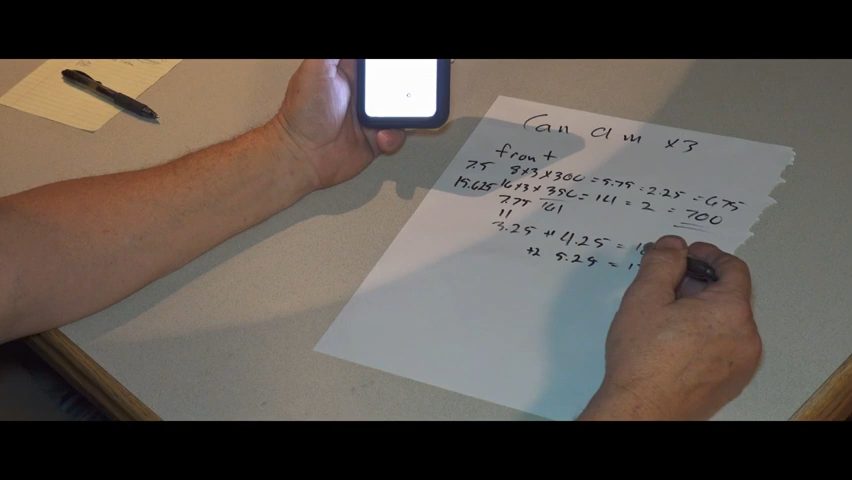 Can am x3
front
7.5 8x3x300 = 5.75 = 2.25 = 675
15.625 16x3x350 = 161 = 2 = 700
7.75 161
11
3.25 +1 4.25 =
+2 5.25 =